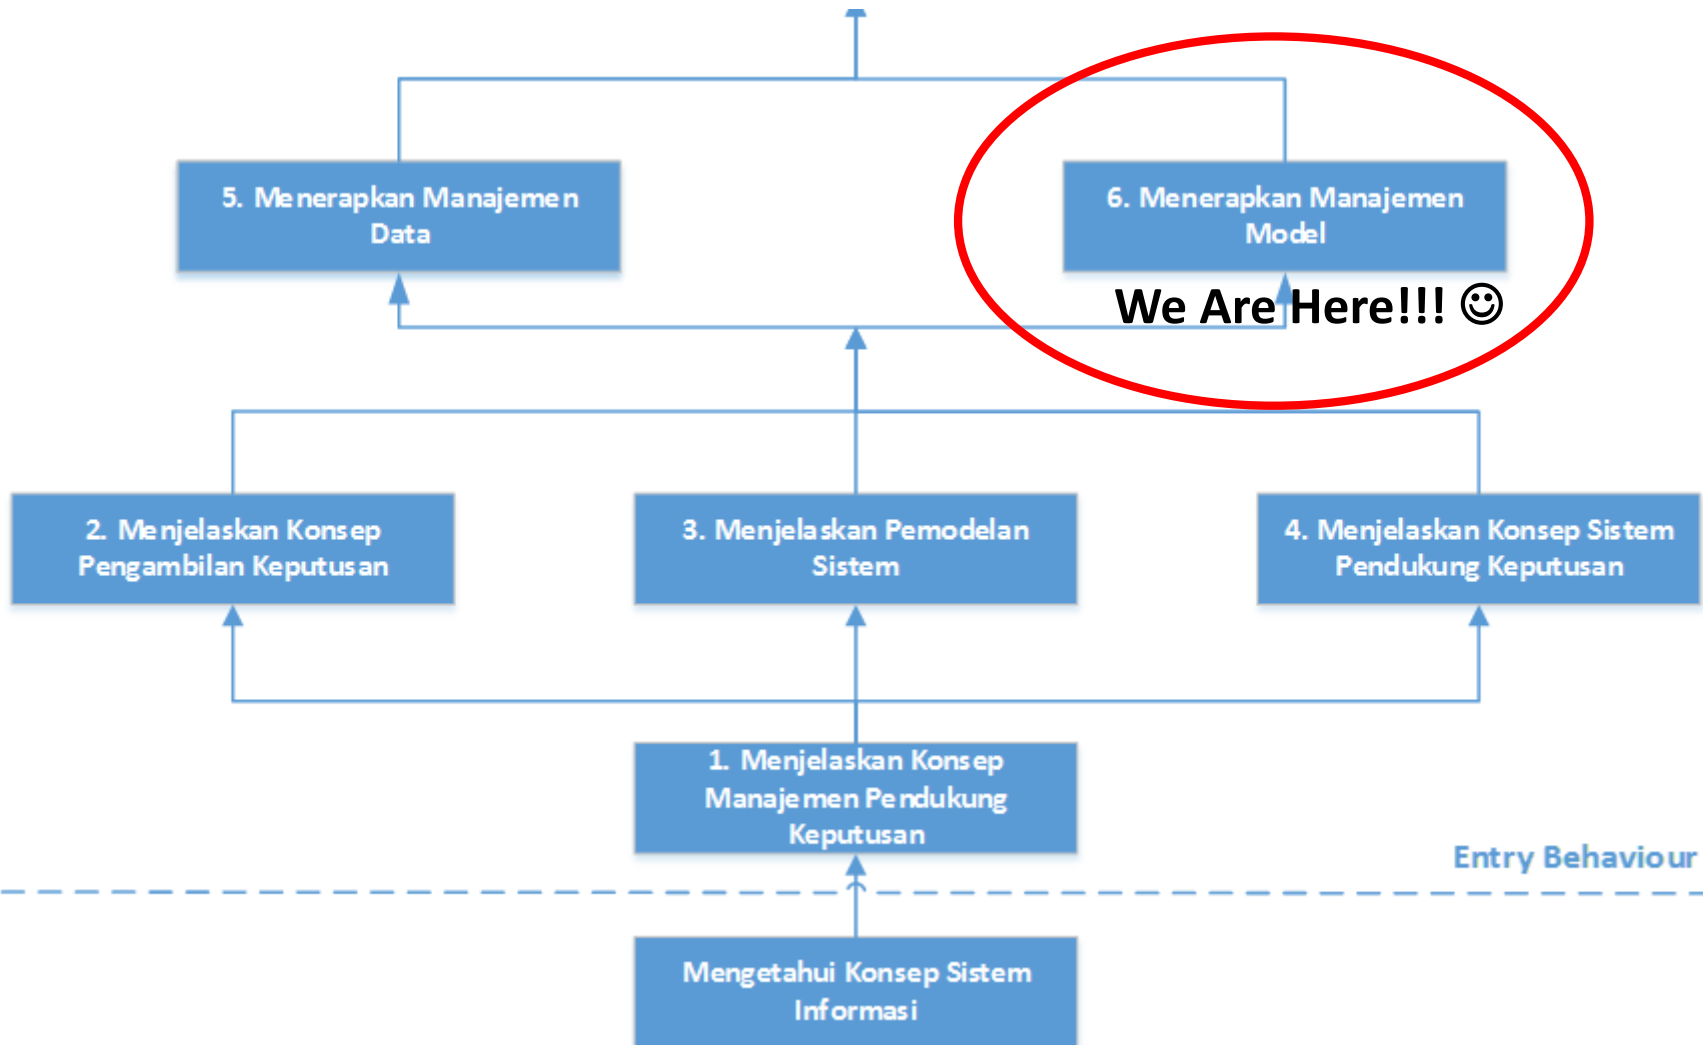 5. Menerapkan Manajemen
Data
6. Menerapkan Manajemen
Model
We Are Here!!! ☺
2. Menjelaskan Konsep
Pengambilan Keputusan
3. Menjelaskan Pemodelan
Sistem
4. Menjelaskan Konsep Sistem
Pendukung Keputusan
1. Menjelaskan Konsep
Manajemen Pendukung
Keputusan
Entry Behaviour
Mengetahui Konsep Sistem
Informasi